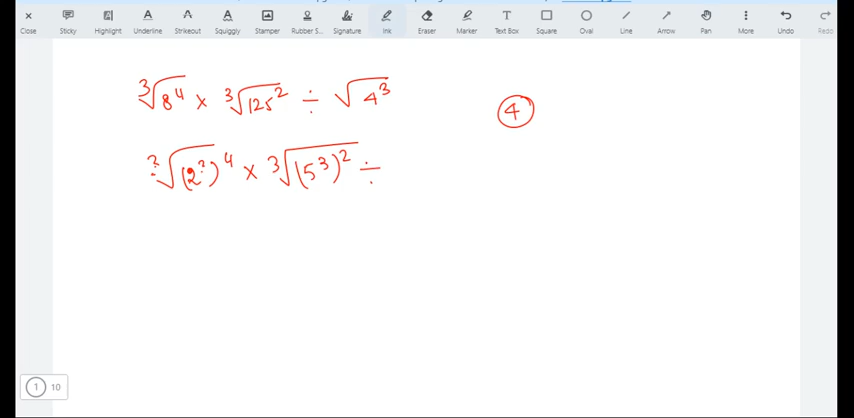 Close Sticky Highlight Underline Strikeout Squiggly Stamper Rubber S... Signature Ink Eraser Marker Text Box Square Oval Line Arrow Pan More Undo Redo
∛8⁴ × ∛125² ÷ √4³
④
∛(2³)⁴ × ∛(5³)² ÷
1 10